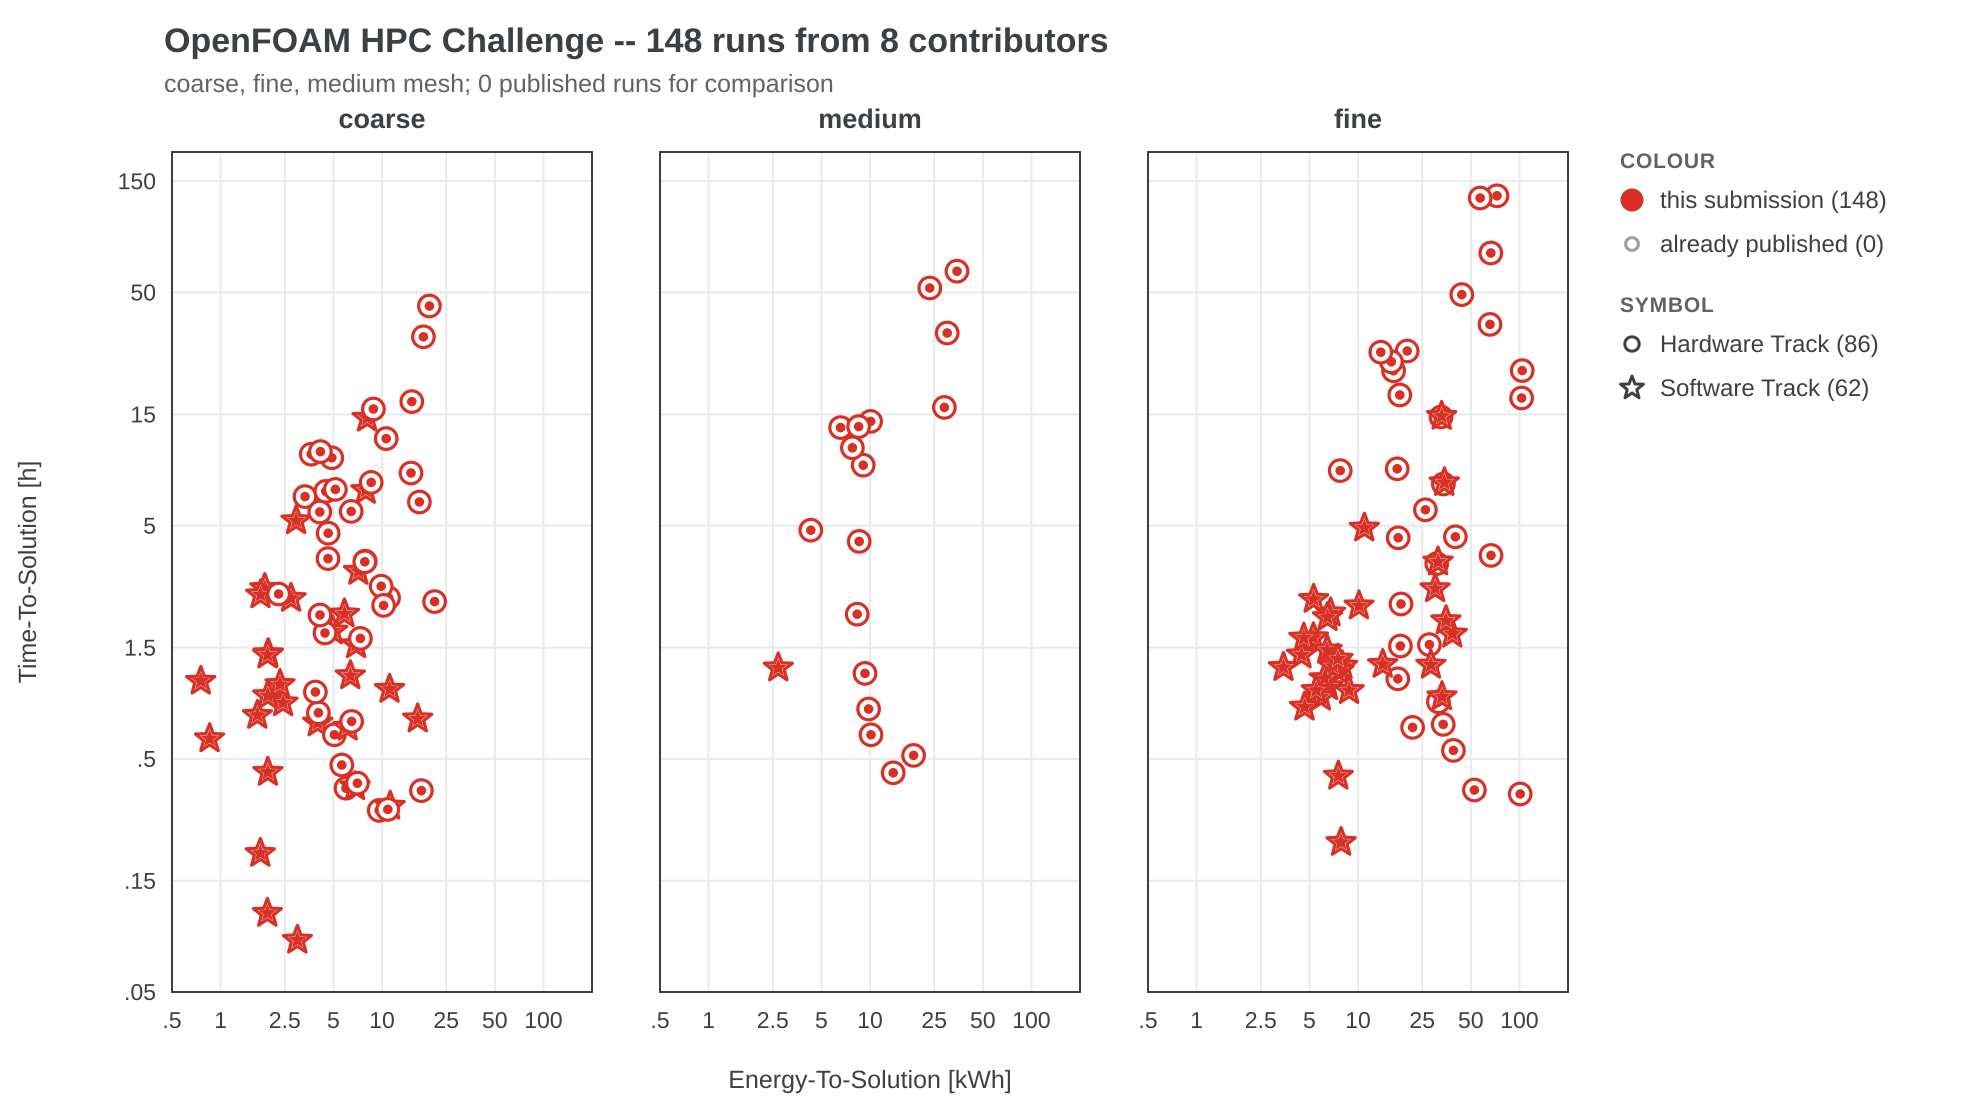 OpenFOAM HPC Challenge -- 148 runs from 8 contributors
coarse, fine, medium mesh; 0 published runs for comparison
coarse
medium
fine
150
50
15
5
1.5
.5
.15
.05
Time-To-Solution [h]
.5 1 2.5 5 10 25 50 100
.5 1 2.5 5 10 25 50 100
.5 1 2.5 5 10 25 50 100
Energy-To-Solution [kWh]
COLOUR
this submission (148)
already published (0)
SYMBOL
Hardware Track (86)
Software Track (62)